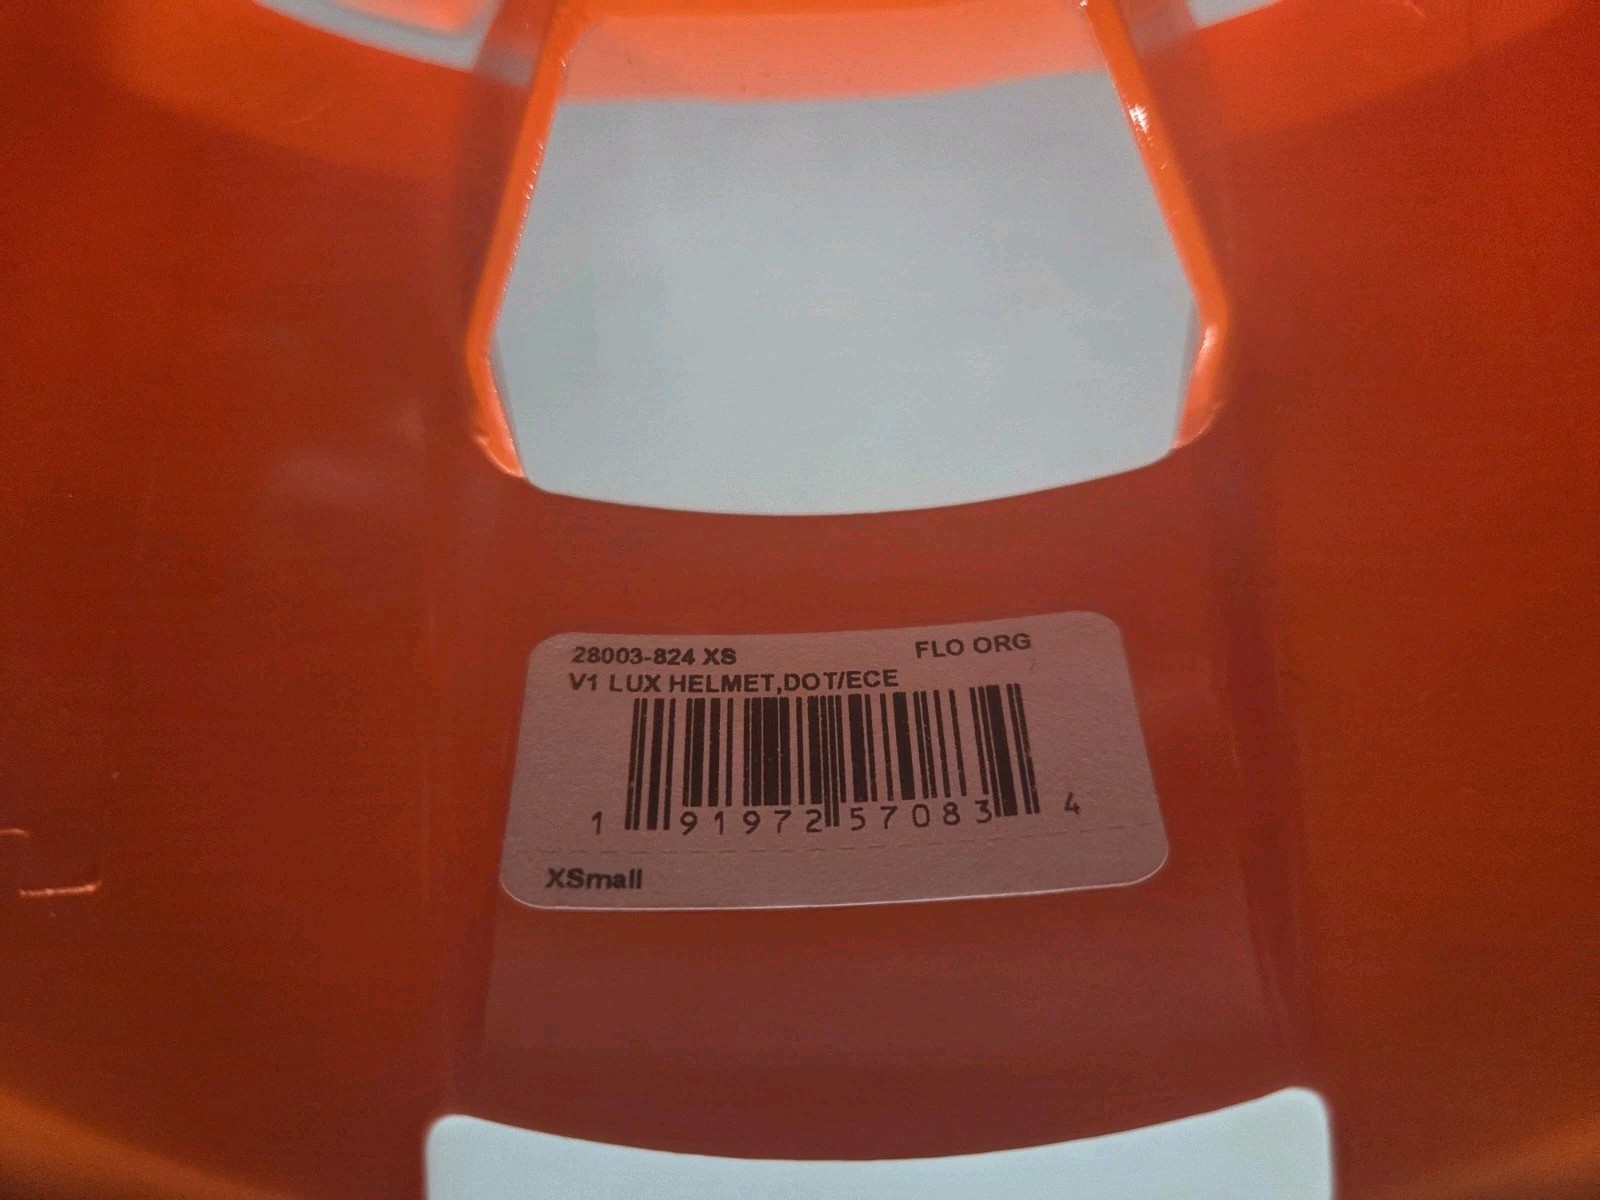 28003-824 XS FLO ORG
V1 LUX HELMET,DOT/ECE
1 91972 57083 4
XSmall